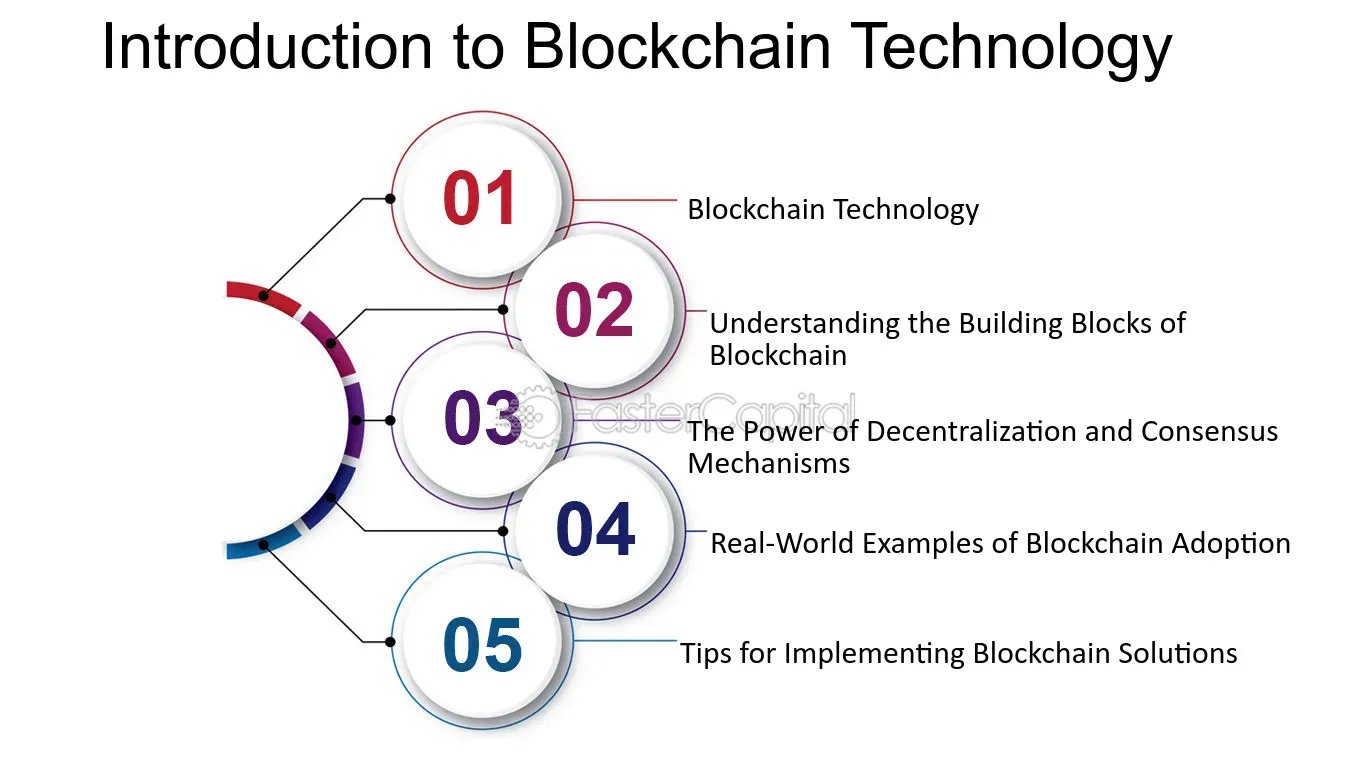 Introduction to Blockchain Technology
01
Blockchain Technology
02
Understanding the Building Blocks of
Blockchain
03
FasterCapital
The Power of Decentralization and Consensus
Mechanisms
04
Real-World Examples of Blockchain Adoption
05
Tips for Implementing Blockchain Solutions